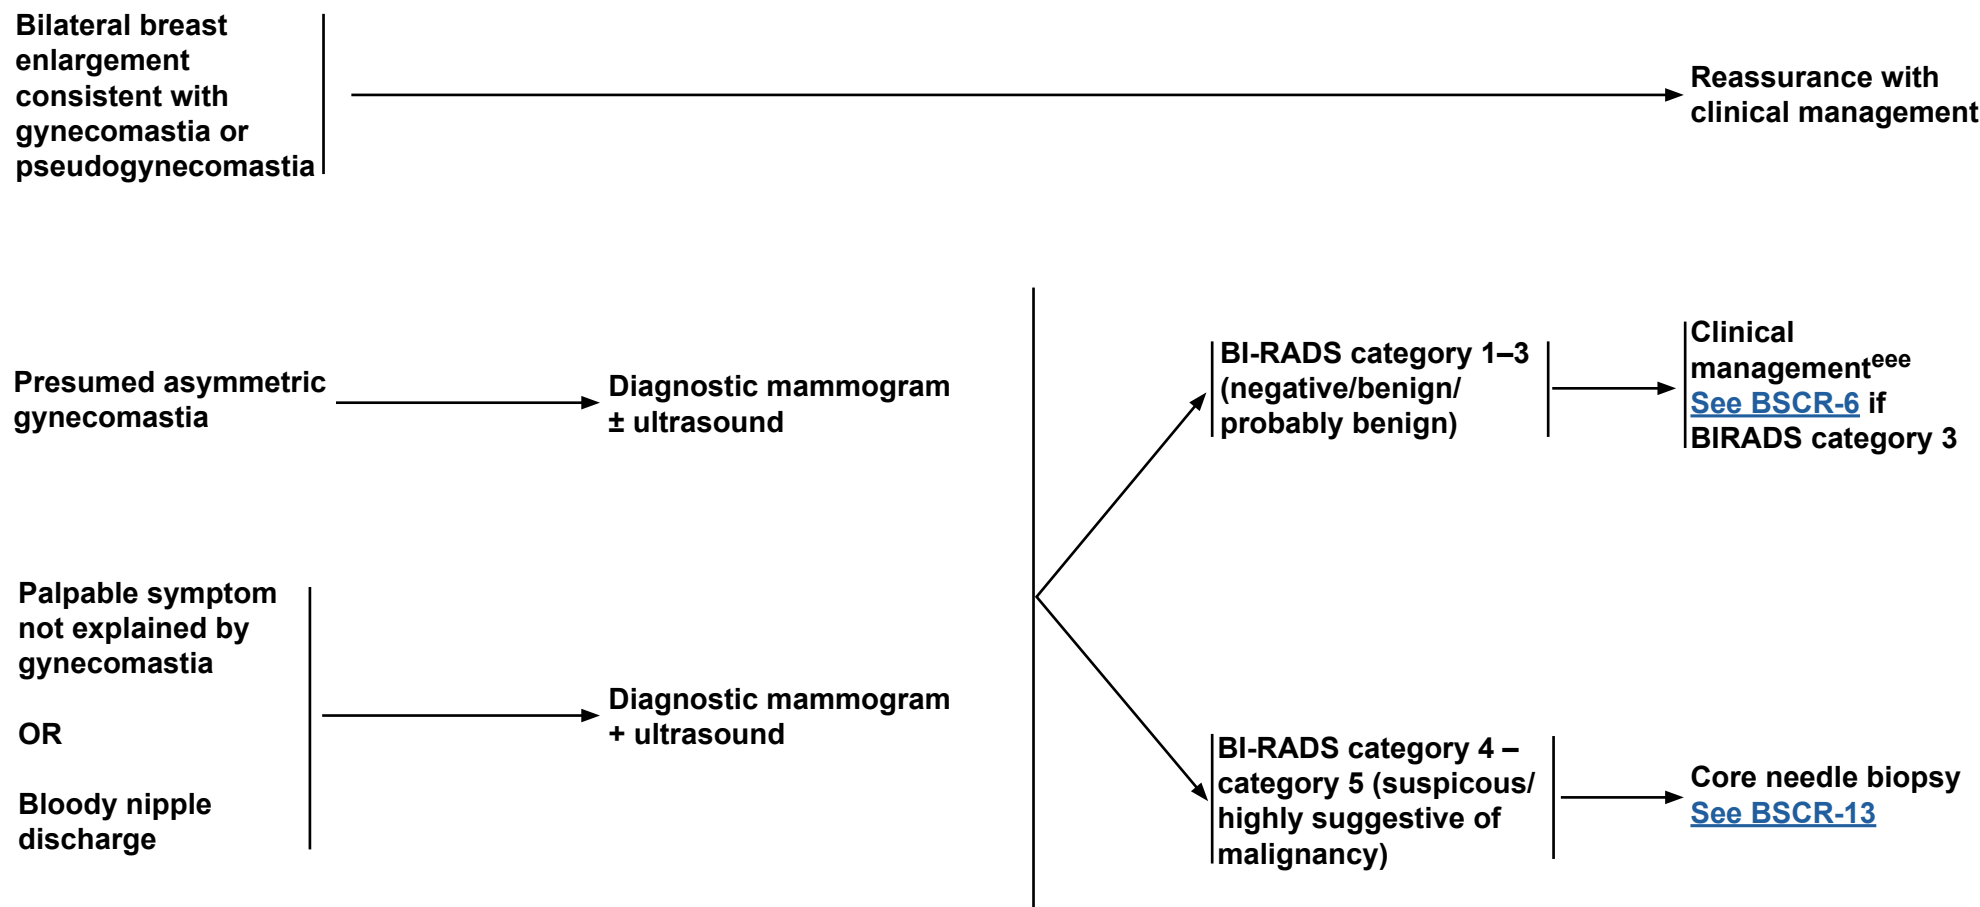 Bilateral breast
enlargement
consistent with
gynecomastia or
pseudogynecomastia
Reassurance with
clinical management
Presumed asymmetric
gynecomastia
Diagnostic mammogram
± ultrasound
BI-RADS category 1–3
(negative/benign/
probably benign)
Clinical
managementeee
See BSCR-6 if
BIRADS category 3
Palpable symptom
not explained by
gynecomastia
OR
Bloody nipple
discharge
Diagnostic mammogram
+ ultrasound
BI-RADS category 4 –
category 5 (suspicous/
highly suggestive of
malignancy)
Core needle biopsy
See BSCR-13